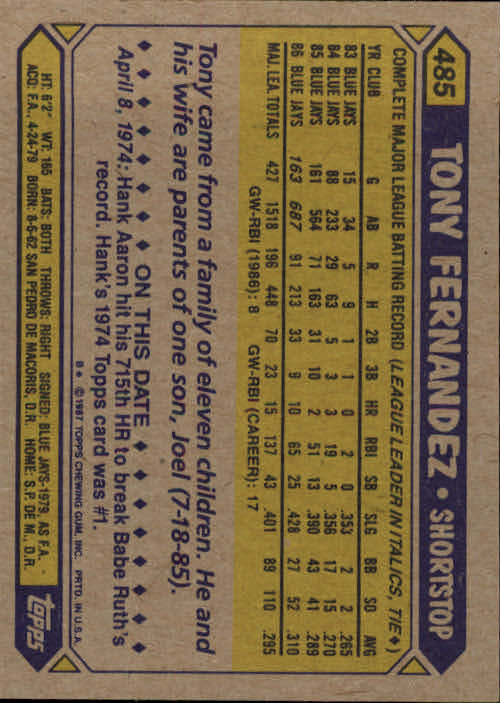 485 TONY FERNANDEZ • SHORTSTOP
COMPLETE MAJOR LEAGUE BATTING RECORD (LEAGUE LEADER IN ITALICS, TIE♦)
YR CLUB G AB R H 2B 3B HR RBI SB SLG BB SO AVG
83 BLUE JAYS 15 34 5 9 1 1 0 2 0 .353 2 2 .265
84 BLUE JAYS 88 233 29 63 5 3 3 19 5 .356 17 15 .270
85 BLUE JAYS 161 564 71 163 31 10 2 51 13 .390 43 41 .289
86 BLUE JAYS 163 687 91 213 33 9 10 65 25 .428 27 52 .310
MAJ. LEA. TOTALS 427 1518 196 448 70 23 15 137 43 .401 89 110 .295
GW-RBI (1986): 8 GW-RBI (CAREER): 17
Tony came from a family of eleven children. He and
his wife are parents of one son, Joel (7-18-85).
♦ ♦ ♦ ♦ ♦ ♦ ♦ ON THIS DATE ♦ ♦ ♦ ♦ ♦ ♦ ♦
April 8, 1974: Hank Aaron hit his 715th HR to break Babe Ruth's
record. Hank's 1974 Topps card was #1.
©1987 TOPPS CHEWING GUM, INC. PRTD. IN U.S.A.
HT: 6'2" WT: 165 BATS: BOTH THROWS: RIGHT SIGNED: BLUE JAYS-1979, AS F.A.
ACQ: F.A., 4-24-79 BORN: 8-6-62 SAN PEDRO DE MACORIS, D.R. HOME: S.P. DE M., D.R.
TOPPS